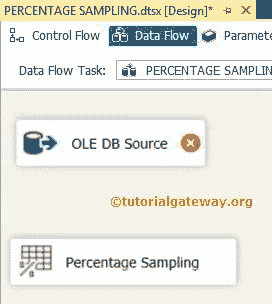 PERCENTAGE SAMPLING.dtsx [Design]*
Control Flow Data Flow Paramete
Data Flow Task: PERCENTAGE SAMPLIN
OLE DB Source
©tutorialgateway.org
Percentage Sampling